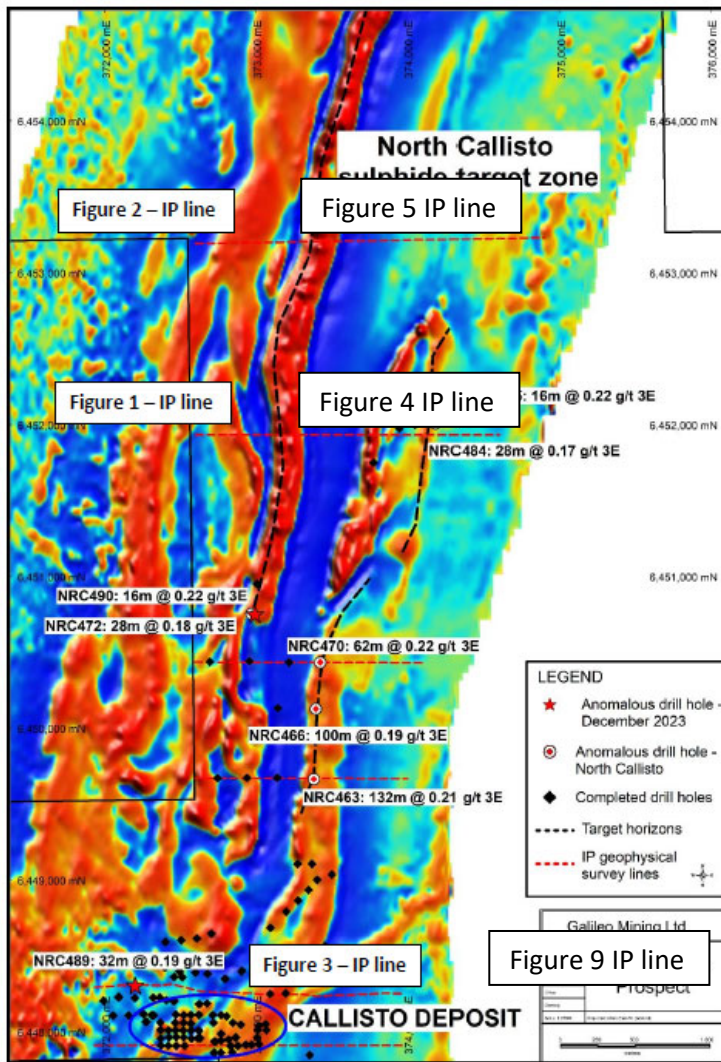 372,000 mE
373,000 mE
374,000 mE
375,000 mE
376,000 mE
6,454,000 mN
6,454,000 mN
North Callisto
sulphide target zone
Figure 2 – IP line
Figure 5 IP line
6,453,000 mN
6,453,000 mN
Figure 1 – IP line
Figure 4 IP line
16m @ 0.22 g/t 3E
6,452,000 mN
6,452,000 mN
NRC484: 28m @ 0.17 g/t 3E
6,451,000 mN
6,451,000 mN
NRC490: 16m @ 0.22 g/t 3E
NRC472: 28m @ 0.18 g/t 3E
NRC470: 62m @ 0.22 g/t 3E
6,450,000 mN
NRC466: 100m @ 0.19 g/t 3E
NRC463: 132m @ 0.21 g/t 3E
LEGEND
Anomalous drill hole -
December 2023
Anomalous drill hole -
North Callisto
Completed drill holes
Target horizons
IP geophysical
survey lines
6,449,000 mN
Galileo Mining Ltd
NRC489: 32m @ 0.19 g/t 3E
Figure 3 – IP line
Figure 9 IP line
Prospect
CALLISTO DEPOSIT
6,448,000 mN
372,000 mE